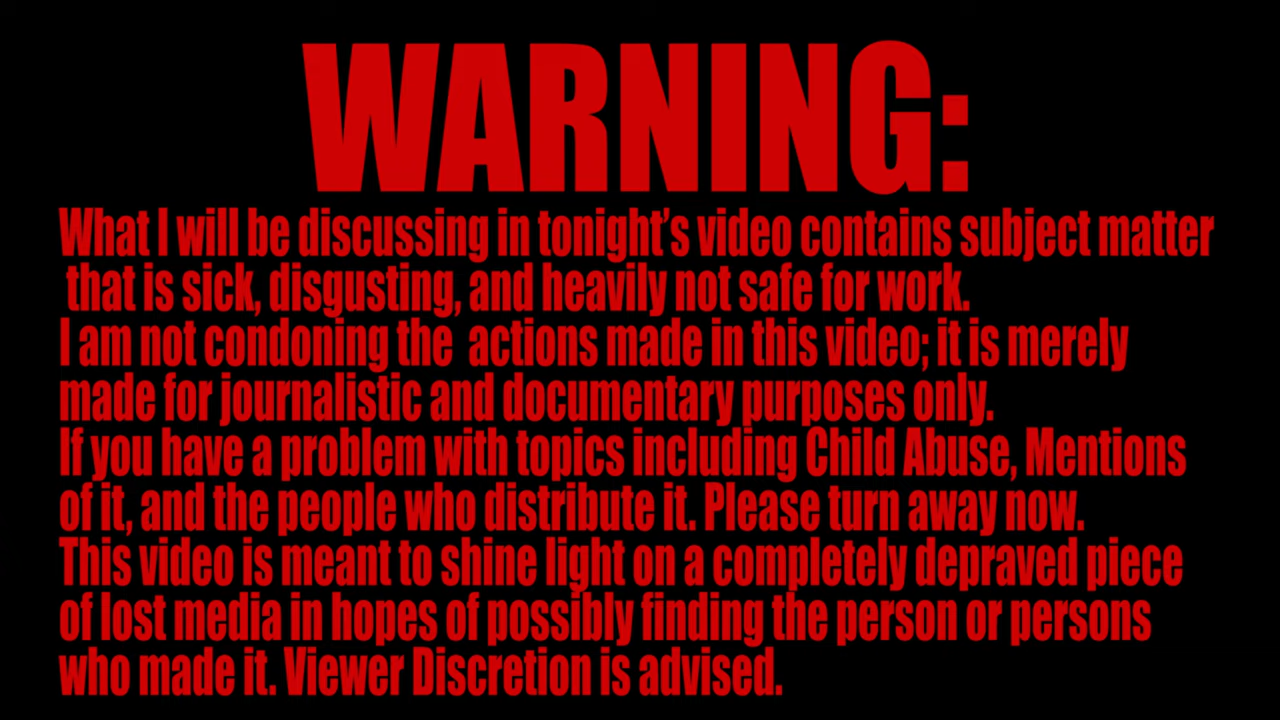 WARNING:
What I will be discussing in tonight's video contains subject matter
that is sick, disgusting, and heavily not safe for work.
I am not condoning the actions made in this video; it is merely
made for journalistic and documentary purposes only.
If you have a problem with topics including Child Abuse, Mentions
of it, and the people who distribute it. Please turn away now.
This video is meant to shine light on a completely depraved piece
of lost media in hopes of possibly finding the person or persons
who made it. Viewer Discretion is advised.